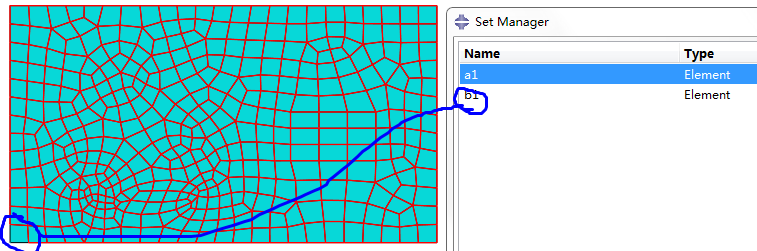 Set Manager
Name Type
a1 Element
b1 Element